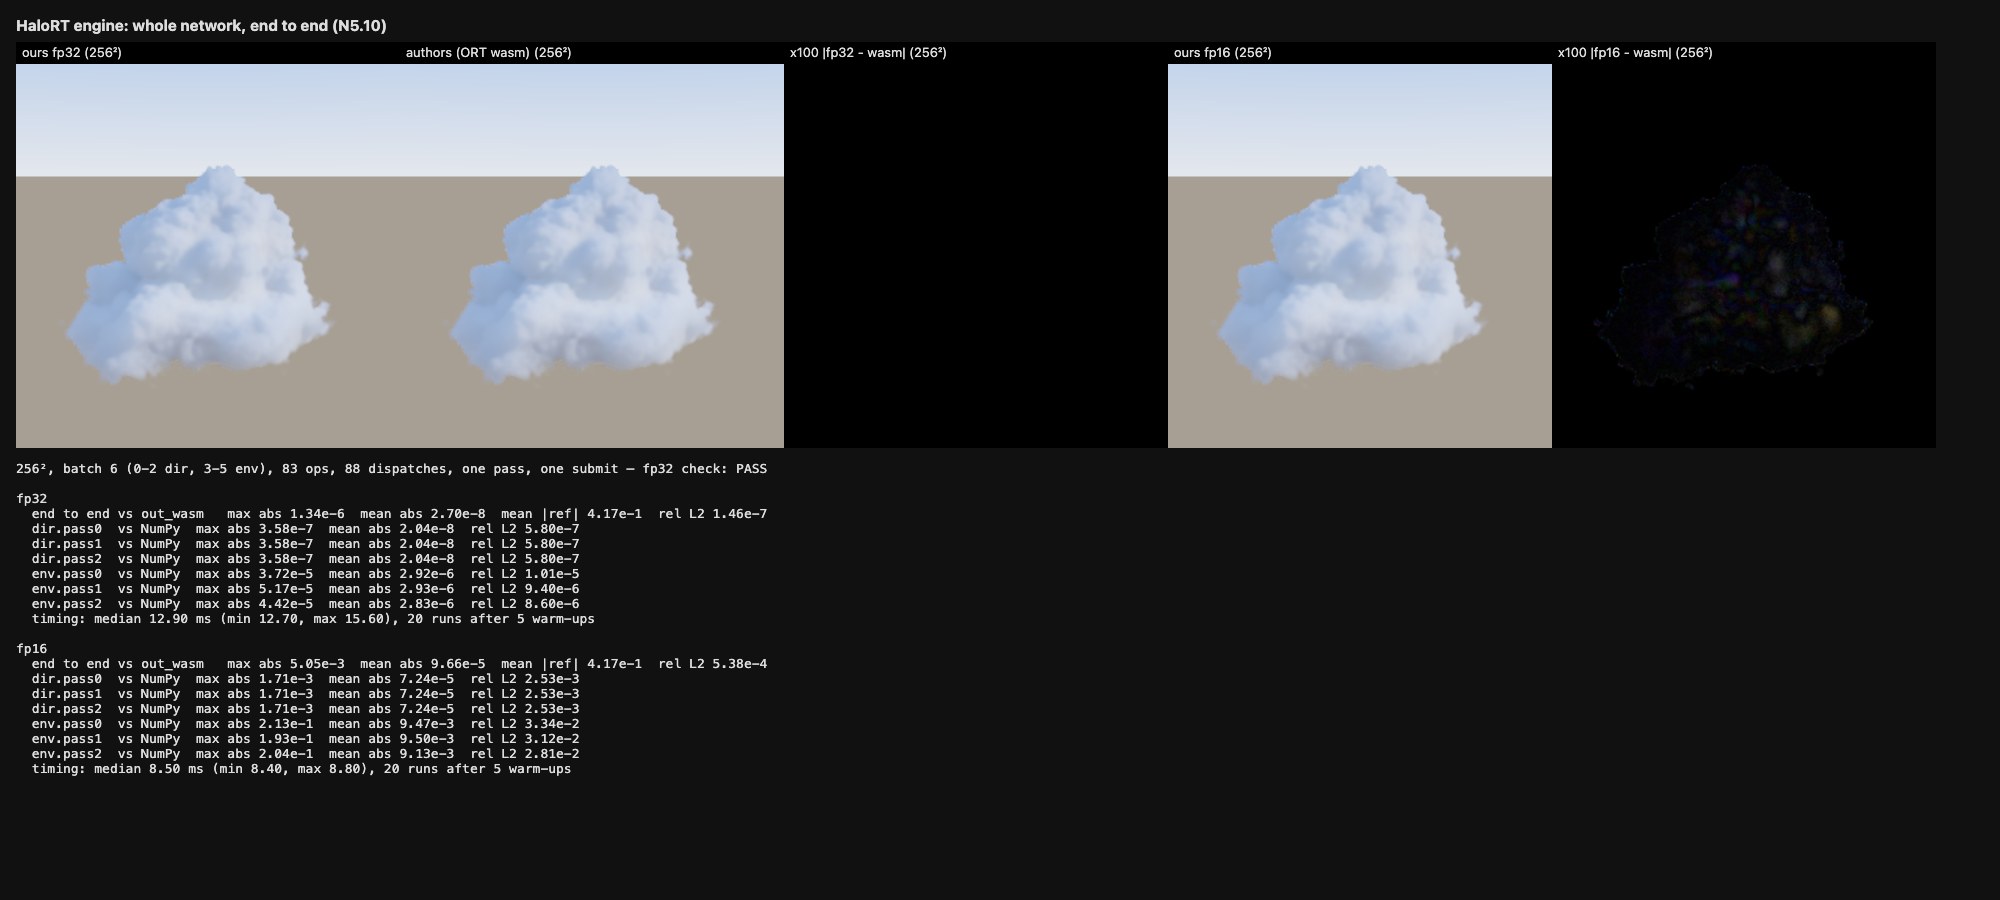 HaloRT engine: whole network, end to end (N5.10)
ours fp32 (256²)
authors (ORT wasm) (256²)
x100 |fp32 - wasm| (256²)
ours fp16 (256²)
x100 |fp16 - wasm| (256²)
256², batch 6 (0–2 dir, 3–5 env), 83 ops, 88 dispatches, one pass, one submit — fp32 check: PASS
fp32
end to end vs out_wasm   max abs 1.34e-6  mean abs 2.70e-8  mean |ref| 4.17e-1  rel L2 1.46e-7
dir.pass0  vs NumPy  max abs 3.58e-7  mean abs 2.04e-8  rel L2 5.80e-7
dir.pass1  vs NumPy  max abs 3.58e-7  mean abs 2.04e-8  rel L2 5.80e-7
dir.pass2  vs NumPy  max abs 3.58e-7  mean abs 2.04e-8  rel L2 5.80e-7
env.pass0  vs NumPy  max abs 3.72e-5  mean abs 2.92e-6  rel L2 1.01e-5
env.pass1  vs NumPy  max abs 5.17e-5  mean abs 2.93e-6  rel L2 9.40e-6
env.pass2  vs NumPy  max abs 4.42e-5  mean abs 2.83e-6  rel L2 8.60e-6
timing: median 12.90 ms (min 12.70, max 15.60), 20 runs after 5 warm-ups
fp16
end to end vs out_wasm   max abs 5.05e-3  mean abs 9.66e-5  mean |ref| 4.17e-1  rel L2 5.38e-4
dir.pass0  vs NumPy  max abs 1.71e-3  mean abs 7.24e-5  rel L2 2.53e-3
dir.pass1  vs NumPy  max abs 1.71e-3  mean abs 7.24e-5  rel L2 2.53e-3
dir.pass2  vs NumPy  max abs 1.71e-3  mean abs 7.24e-5  rel L2 2.53e-3
env.pass0  vs NumPy  max abs 2.13e-1  mean abs 9.47e-3  rel L2 3.34e-2
env.pass1  vs NumPy  max abs 1.93e-1  mean abs 9.50e-3  rel L2 3.12e-2
env.pass2  vs NumPy  max abs 2.04e-1  mean abs 9.13e-3  rel L2 2.81e-2
timing: median 8.50 ms (min 8.40, max 8.80), 20 runs after 5 warm-ups